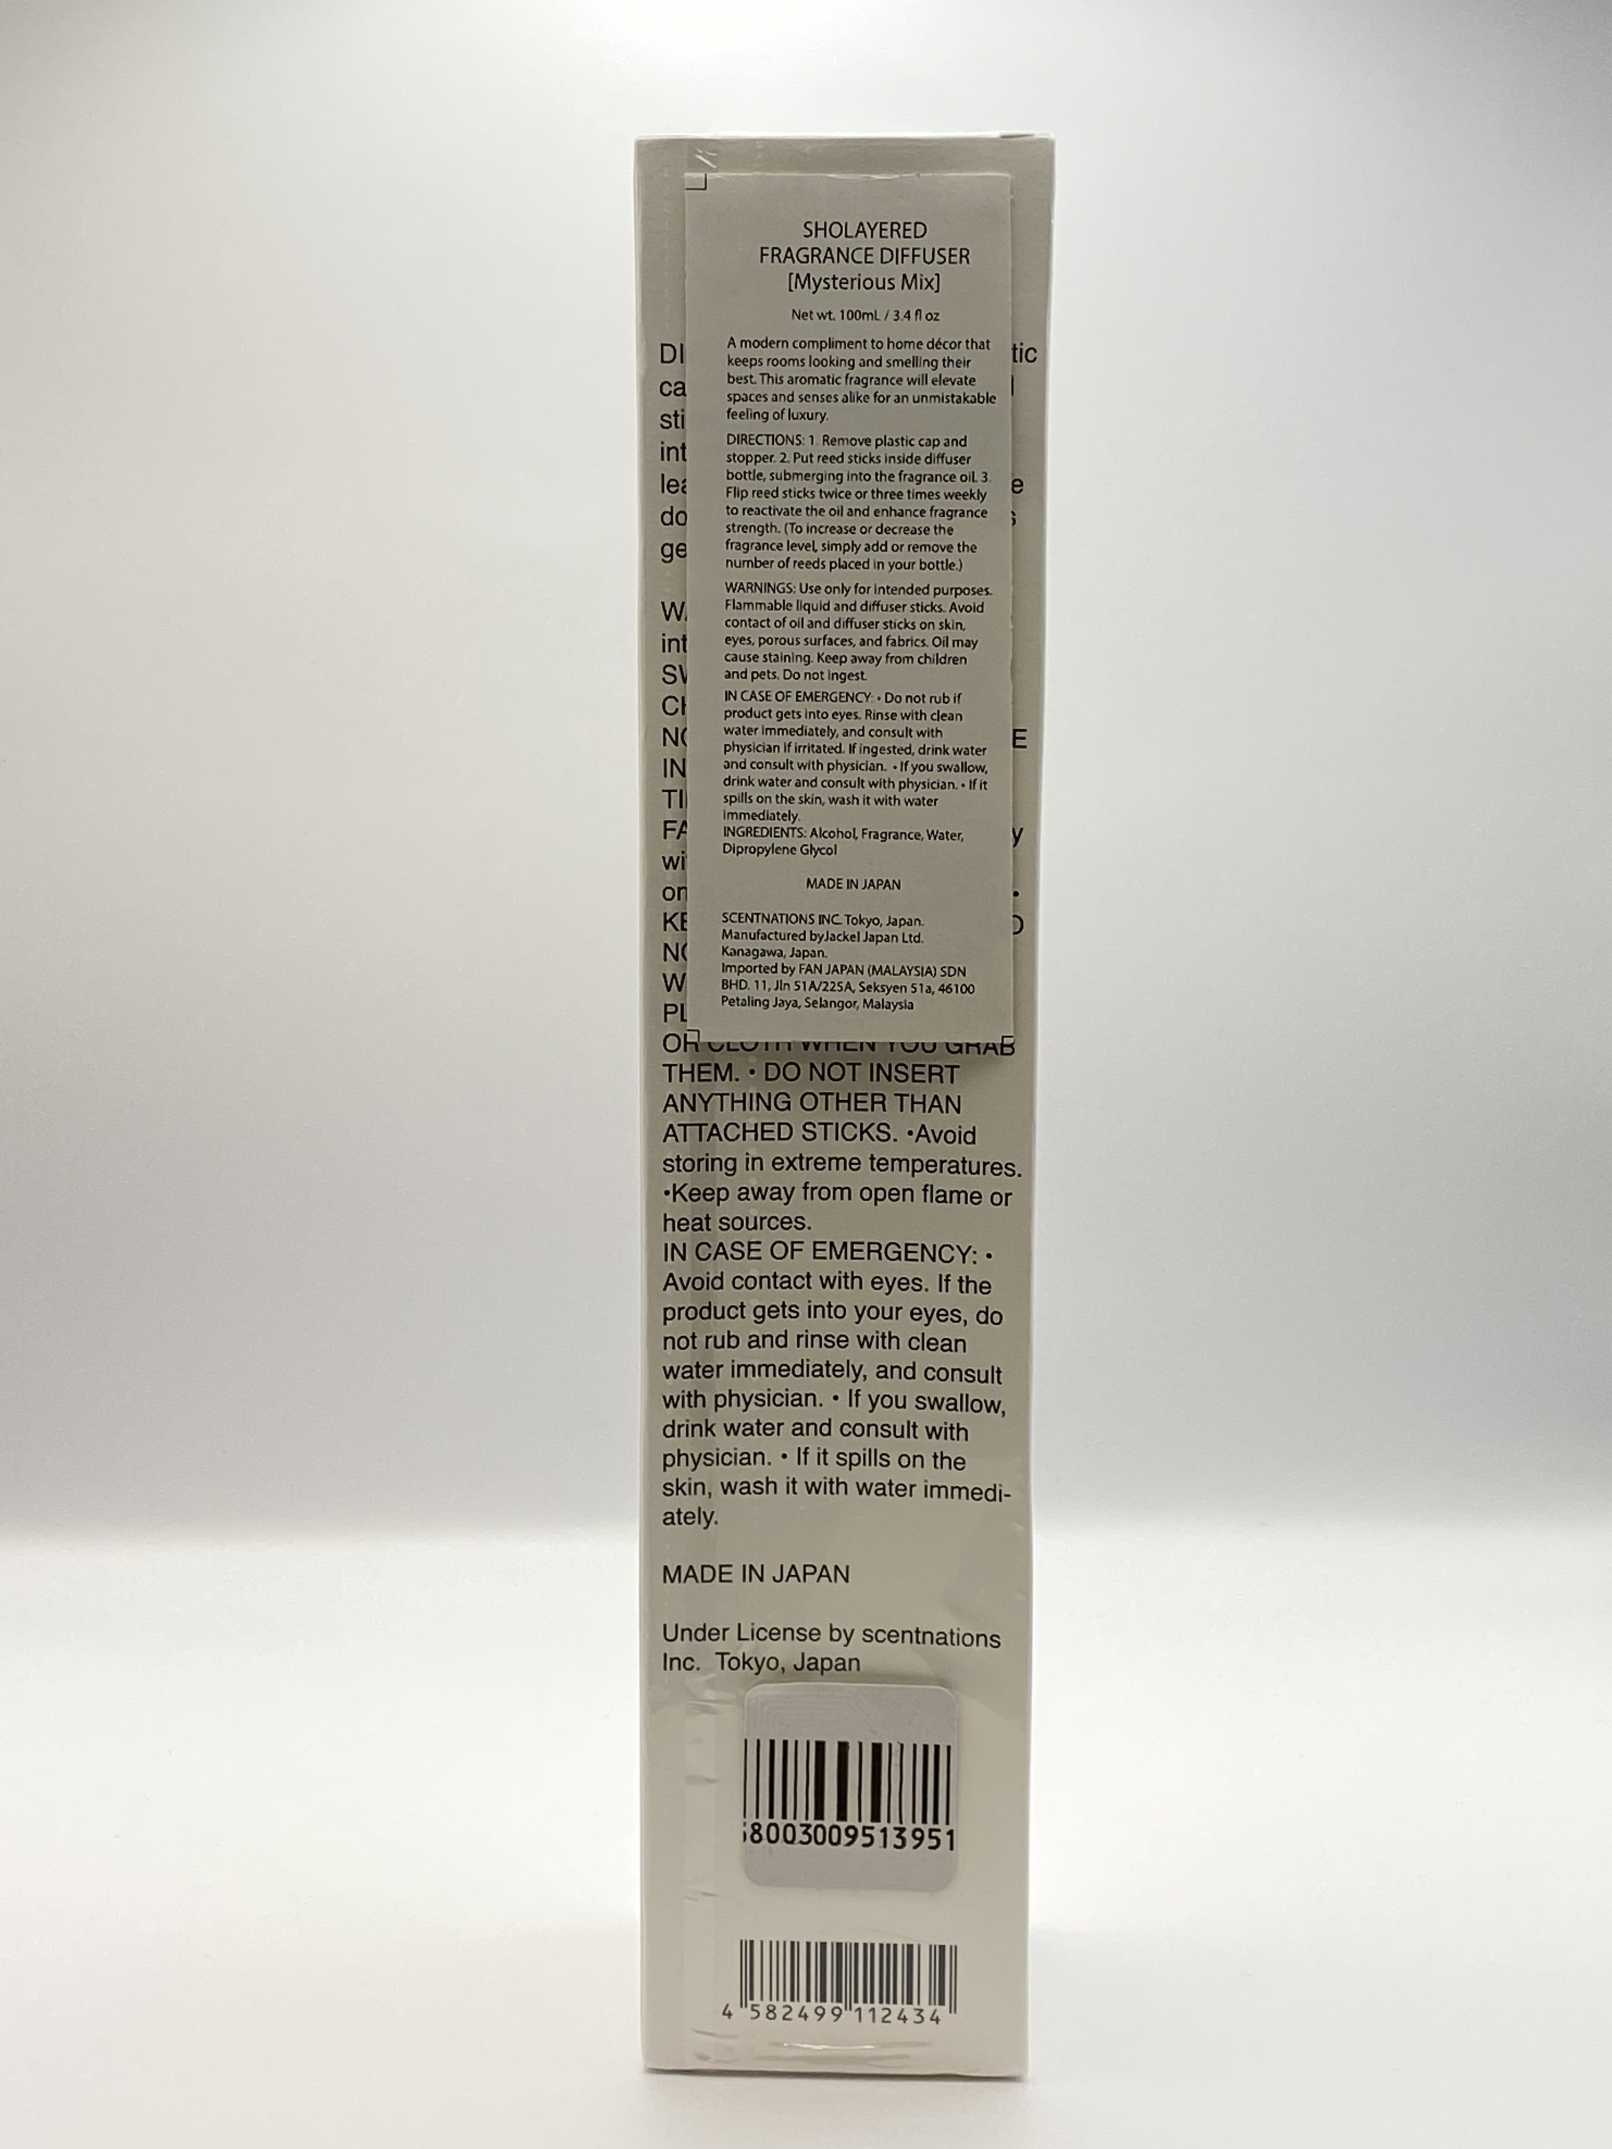 SHOLAYERED
FRAGRANCE DIFFUSER
[Mysterious Mix]
Net wt. 100mL / 3.4 fl oz
A modern compliment to home décor that
keeps rooms looking and smelling their
best. This aromatic fragrance will elevate
spaces and senses alike for an unmistakable
feeling of luxury.
DIRECTIONS: 1. Remove plastic cap and
stopper. 2. Put reed sticks inside diffuser
bottle, submerging into the fragrance oil. 3.
Flip reed sticks twice or three times weekly
to reactivate the oil and enhance fragrance
strength. (To increase or decrease the
fragrance level, simply add or remove the
number of reeds placed in your bottle.)
WARNINGS: Use only for intended purposes.
Flammable liquid and diffuser sticks. Avoid
contact of oil and diffuser sticks on skin,
eyes, porous surfaces, and fabrics. Oil may
cause staining. Keep away from children
and pets. Do not ingest.
IN CASE OF EMERGENCY: • Do not rub if
product gets into eyes. Rinse with clean
water immediately, and consult with
physician if irritated. If ingested, drink water
and consult with physician. • If you swallow,
drink water and consult with physician. • If it
spills on the skin, wash it with water
immediately.
INGREDIENTS: Alcohol, Fragrance, Water,
Dipropylene Glycol
MADE IN JAPAN
SCENTNATIONS INC. Tokyo, Japan.
Manufactured byJackel Japan Ltd.
Kanagawa, Japan.
Imported by FAN JAPAN (MALAYSIA) SDN
BHD. 11, Jln 51A/225A, Seksyen 51a, 46100
Petaling Jaya, Selangor, Malaysia
OR CLOTH WHEN YOU GRAB
THEM. • DO NOT INSERT
ANYTHING OTHER THAN
ATTACHED STICKS. •Avoid
storing in extreme temperatures.
•Keep away from open flame or
heat sources.
IN CASE OF EMERGENCY: •
Avoid contact with eyes. If the
product gets into your eyes, do
not rub and rinse with clean
water immediately, and consult
with physician. • If you swallow,
drink water and consult with
physician. • If it spills on the
skin, wash it with water immedi-
ately.
MADE IN JAPAN
Under License by scentnations
Inc. Tokyo, Japan
8003009513951
4 582499 112434